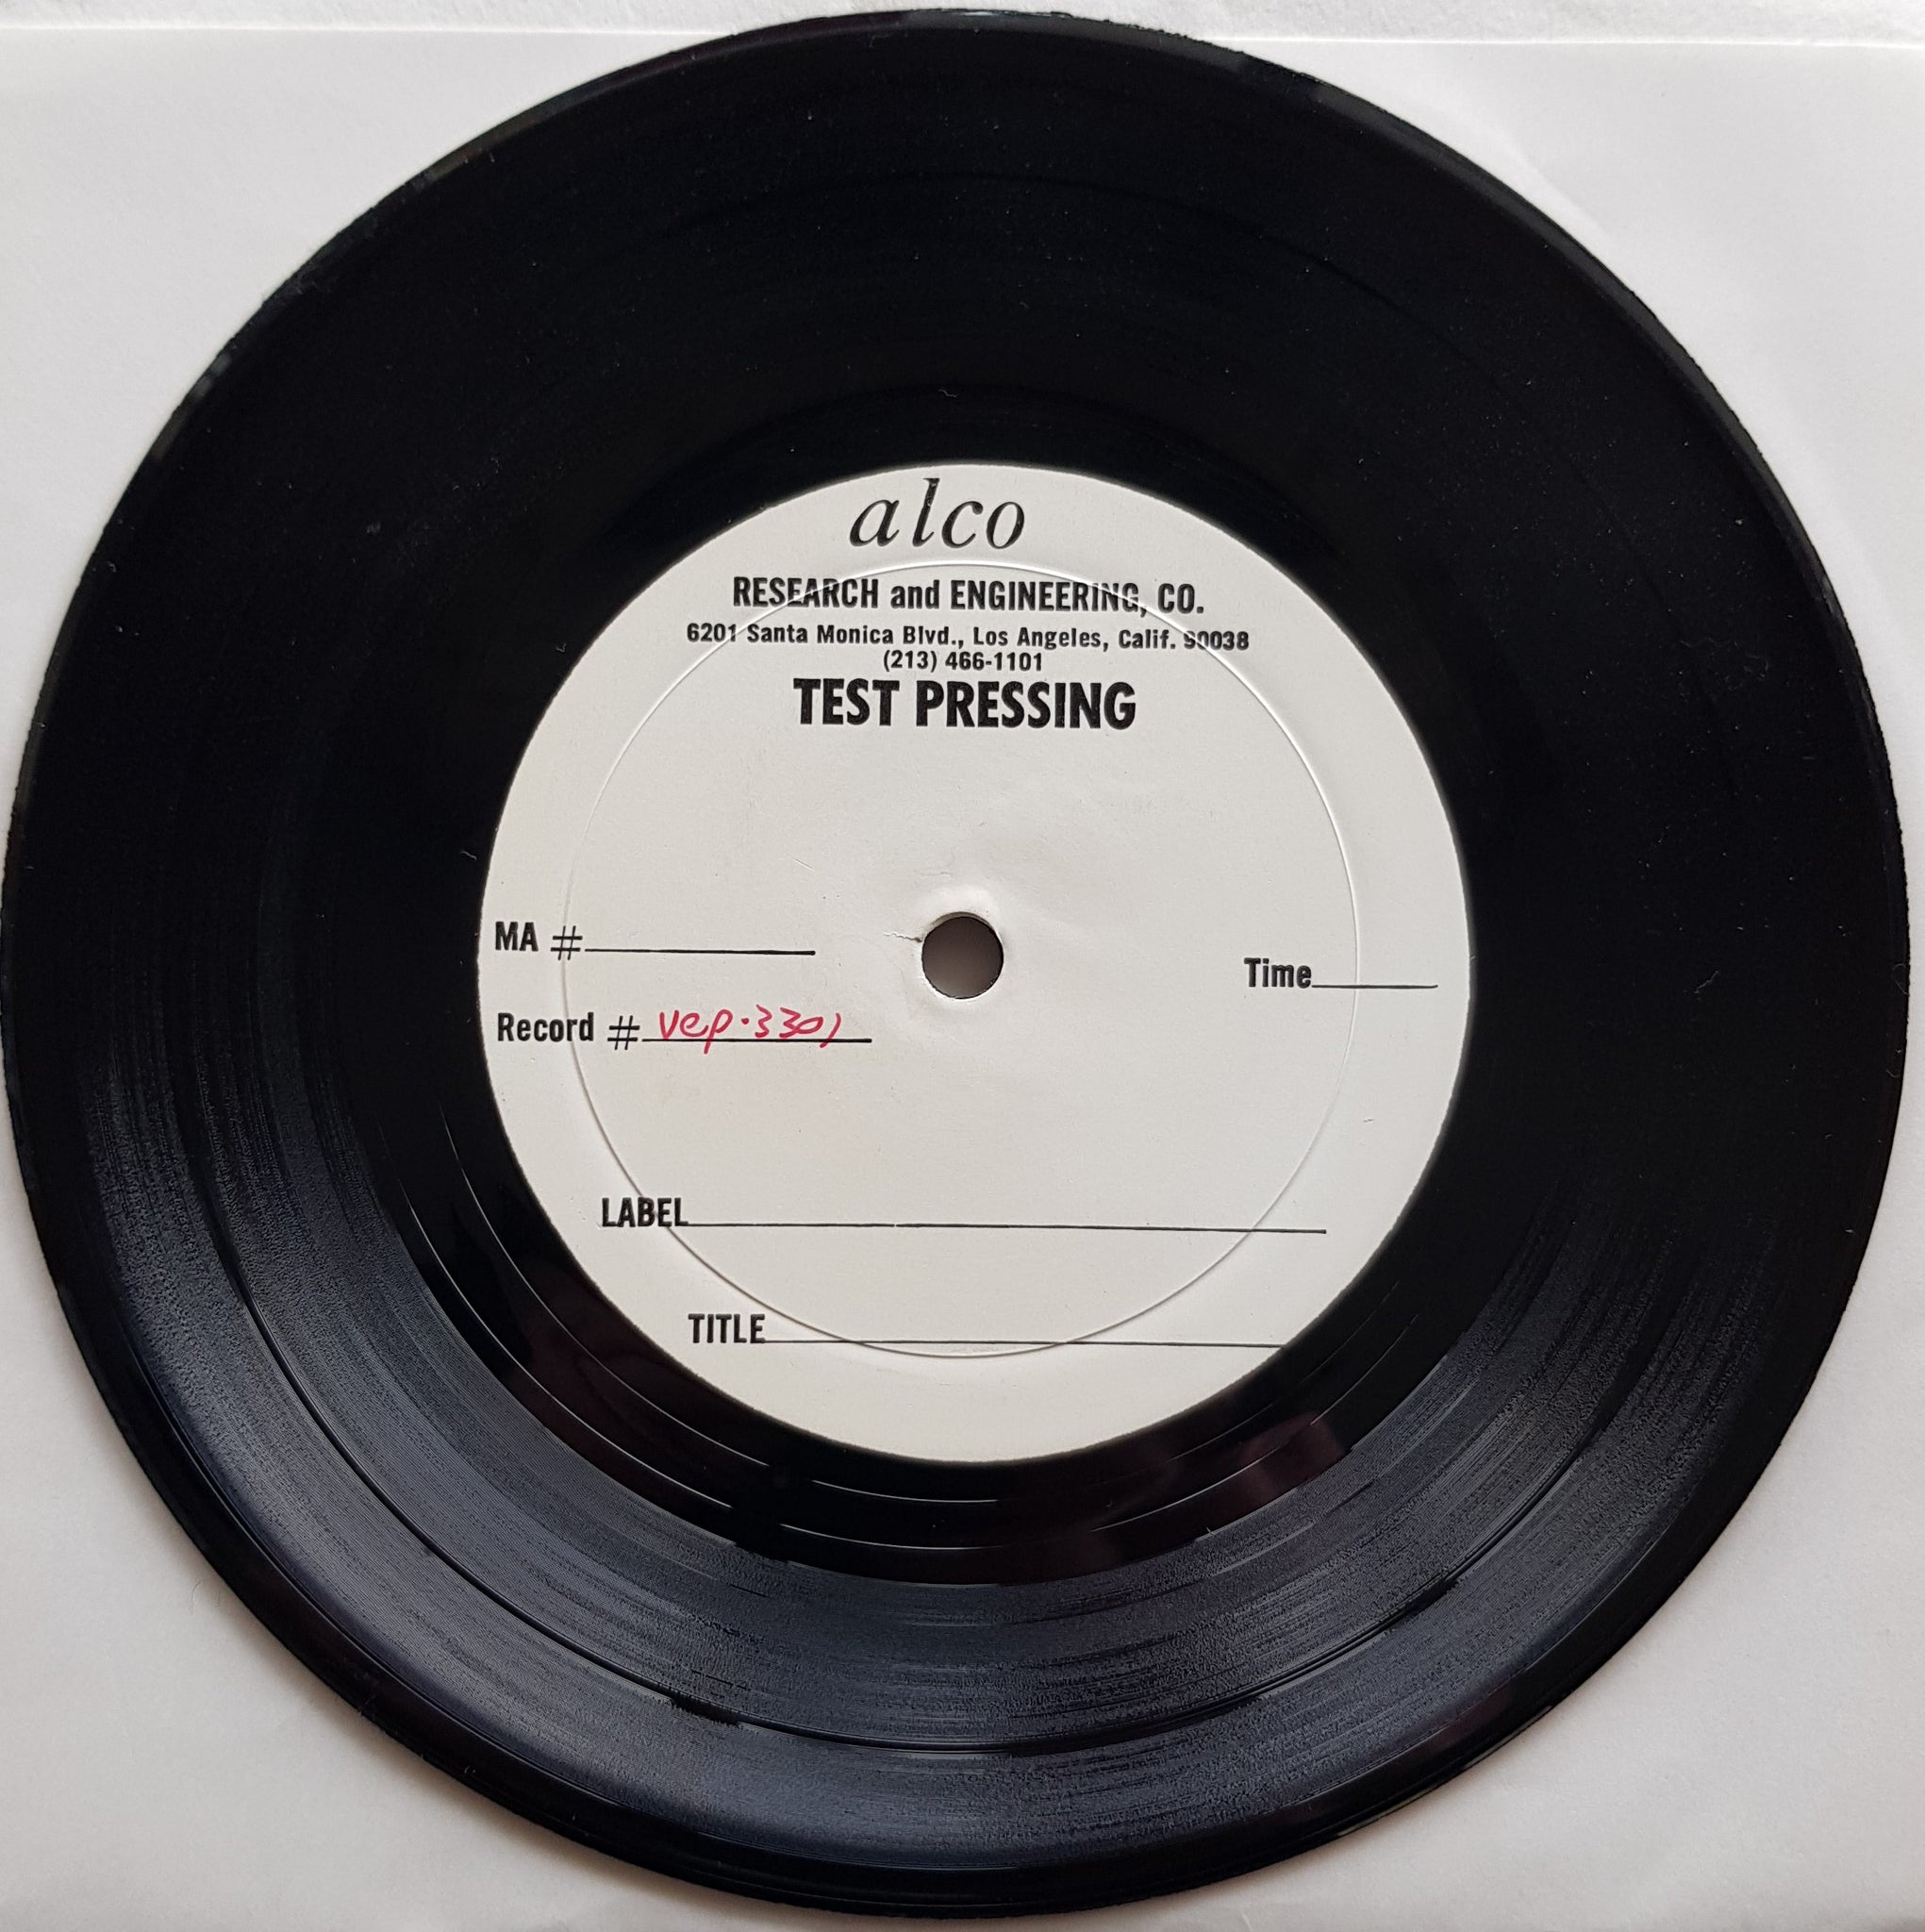 alco
RESEARCH and ENGINEERING, CO.
6201 Santa Monica Blvd., Los Angeles, Calif. 90038
(213) 466-1101
TEST PRESSING
MA #
Time
Record # vep·3301
LABEL
TITLE